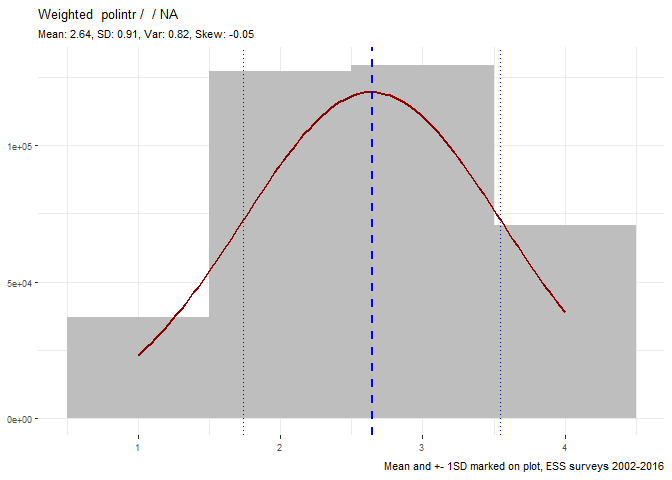 Weighted  polintr /  / NA
Mean: 2.64, SD: 0.91, Var: 0.82, Skew: -0.05
1e+05
5e+04
0e+00
1 2 3 4
Mean and +- 1SD marked on plot, ESS surveys 2002-2016